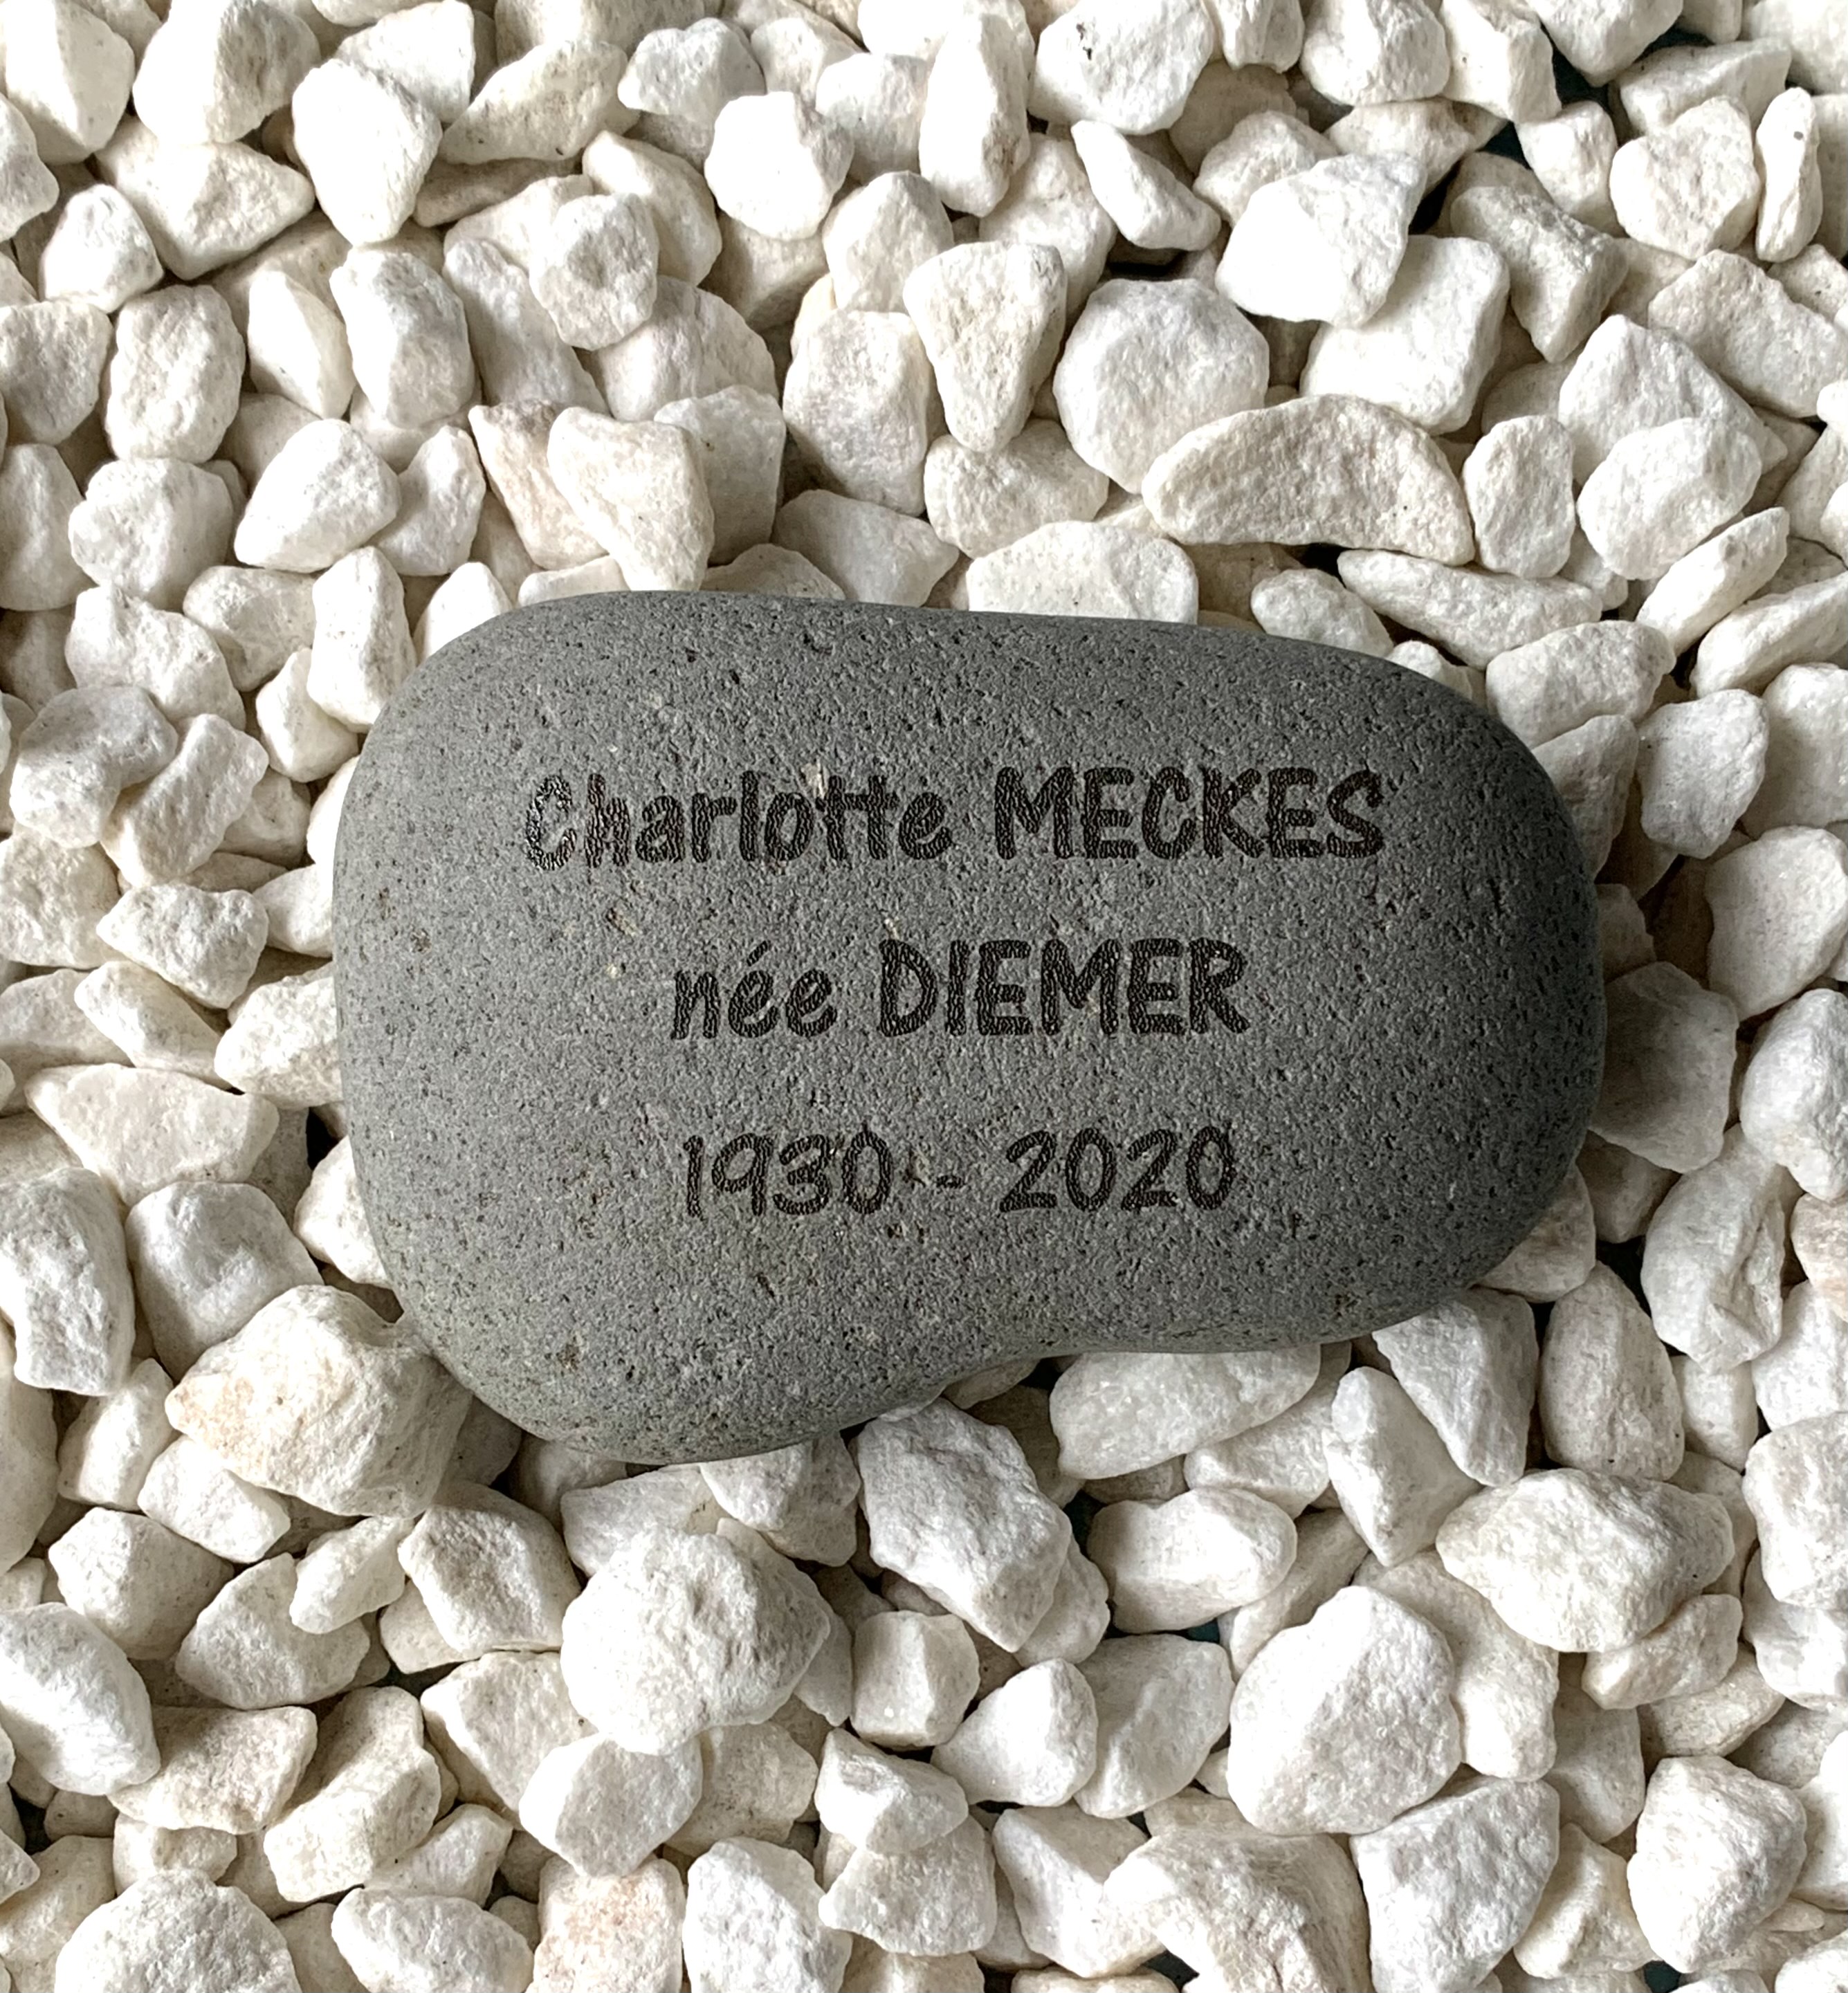 Charlotte MECKES
née DIEMER
1930 - 2020